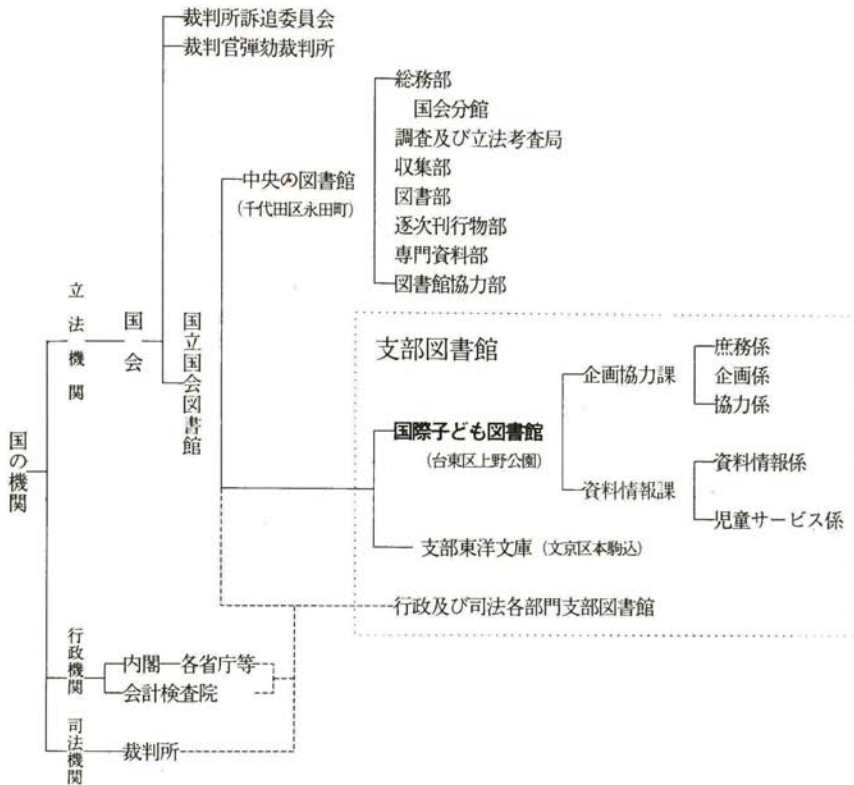 裁判所訴追委員会
裁判官弾劾裁判所
総務部
国会分館
調査及び立法考査局
収集部
図書部
逐次刊行物部
専門資料部
図書館協力部
中央の図書館
(千代田区永田町)
立法機関
国会
国立国会図書館
支部図書館
企画協力課
庶務係
企画係
協力係
国際子ども図書館
(台東区上野公園)
資料情報課
資料情報係
児童サービス係
支部東洋文庫 (文京区本駒込)
行政及び司法各部門支部図書館
国の機関
行政機関
内閣 各省庁等
会計検査院
司法機関
裁判所